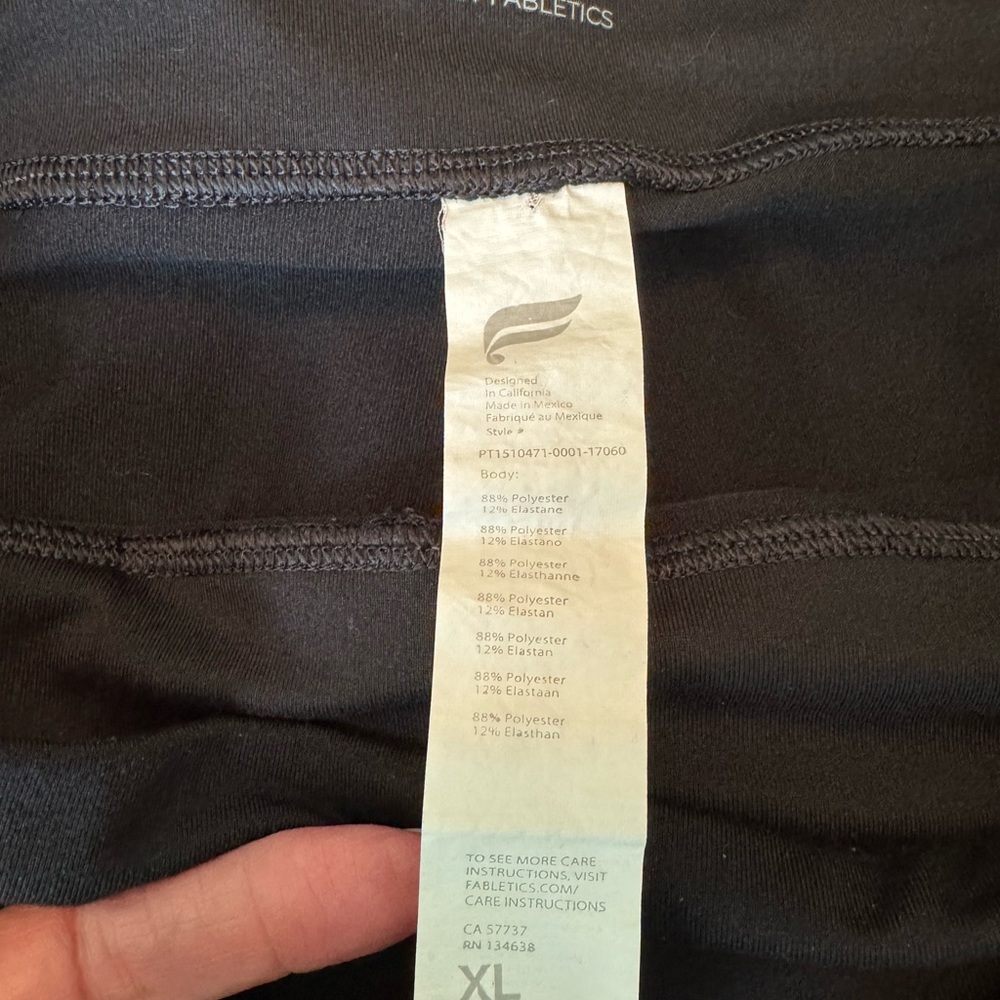 FABLETICS
Designed
In California
Made in Mexico
Fabriqué au Mexique
Style #
PT1510471-0001-17060
Body:
88% Polyester
12% Elastane
88% Polyester
12% Elastano
88% Polyester
12% Elasthanne
88% Polyester
12% Elastan
88% Polyester
12% Elastan
88% Polyester
12% Elastaan
88% Polyester
12% Elasthan
TO SEE MORE CARE
INSTRUCTIONS, VISIT
FABLETICS.COM/
CARE INSTRUCTIONS
CA 57737
RN 134638
XL